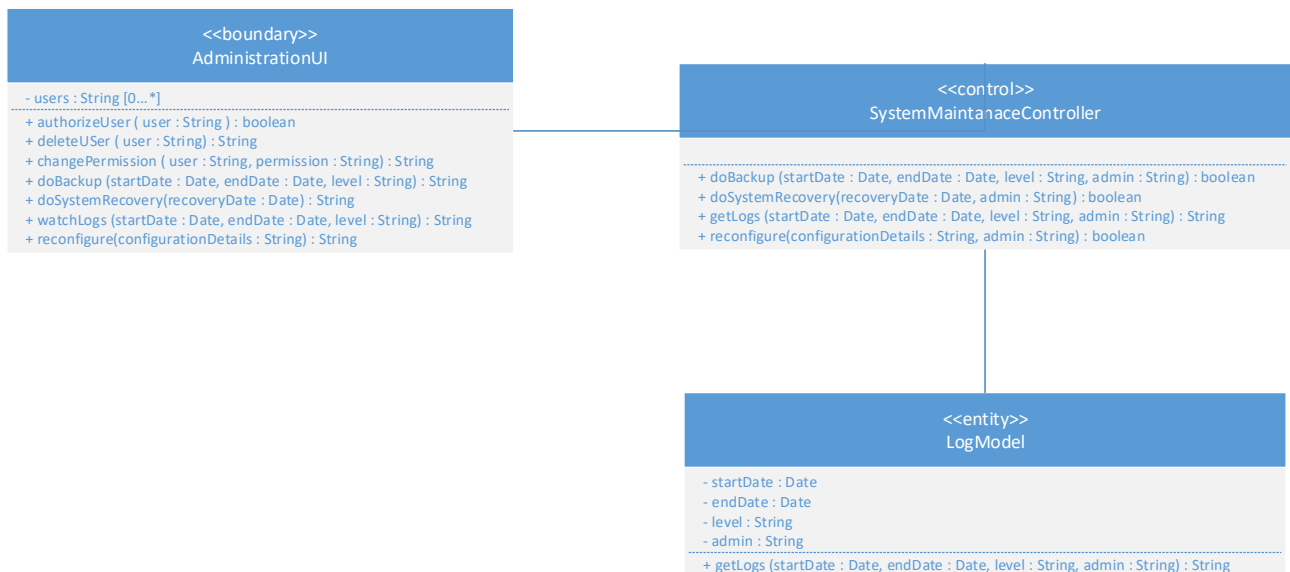 <<boundary>>
AdministrationUI
- users : String [0...*]
+ authorizeUser ( user : String ) : boolean
+ deleteUSer ( user : String) : String
+ changePermission ( user : String, permission : String) : String
+ doBackup (startDate : Date, endDate : Date, level : String) : String
+ doSystemRecovery(recoveryDate : Date) : String
+ watchLogs (startDate : Date, endDate : Date, level : String) : String
+ reconfigure(configurationDetails : String) : String
<<control>>
SystemMaintanaceController
+ doBackup (startDate : Date, endDate : Date, level : String, admin : String) : boolean
+ doSystemRecovery(recoveryDate : Date, admin : String) : boolean
+ getLogs (startDate : Date, endDate : Date, level : String, admin : String) : String
+ reconfigure(configurationDetails : String, admin : String) : boolean
<<entity>>
LogModel
- startDate : Date
- endDate : Date
- level : String
- admin : String
+ getLogs (startDate : Date, endDate : Date, level : String, admin : String) : String